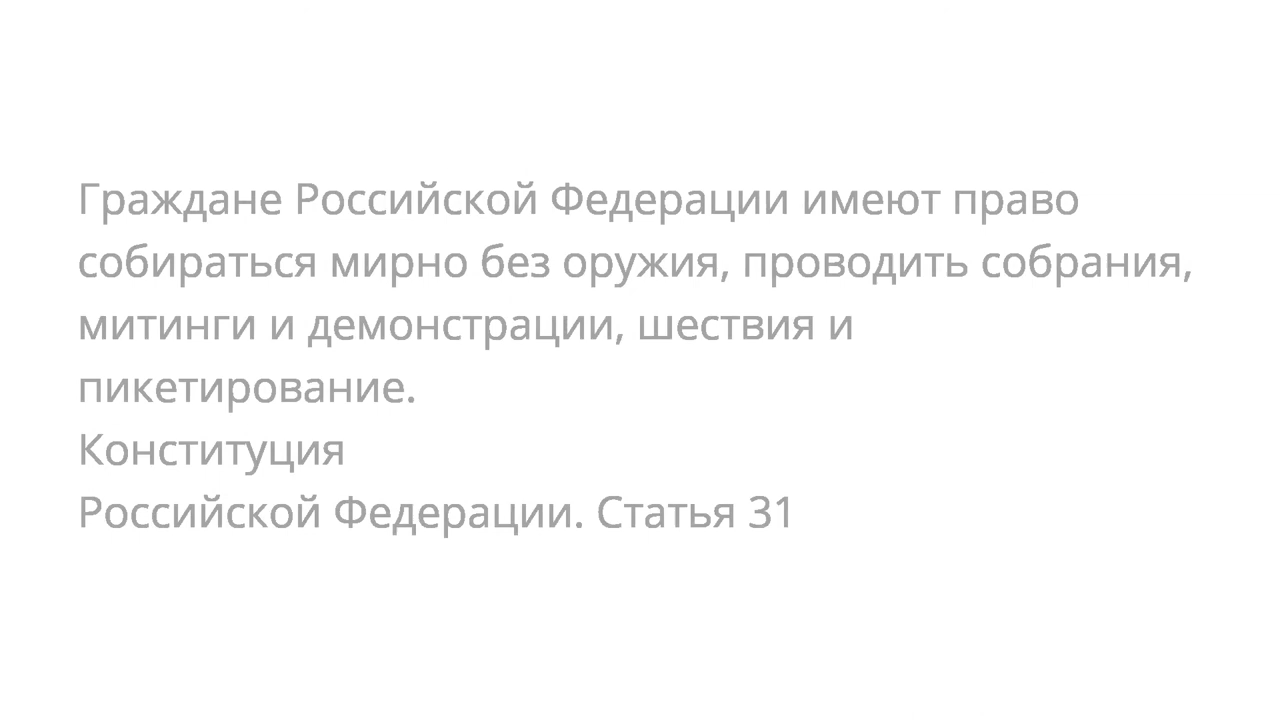 Граждане Российской Федерации имеют право
собираться мирно без оружия, проводить собрания,
митинги и демонстрации, шествия и
пикетирование.
Конституция
Российской Федерации. Статья 31